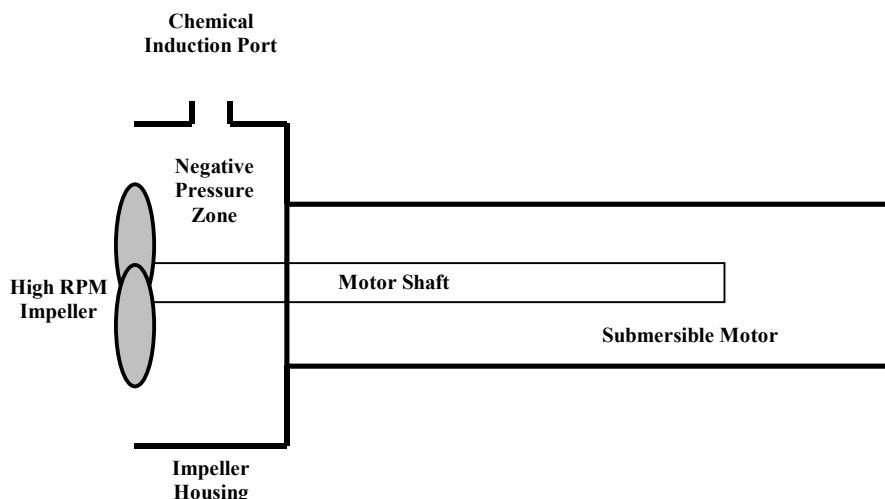 Chemical
Induction Port
Negative
Pressure
Zone
High RPM
Impeller
Motor Shaft
Submersible Motor
Impeller
Housing